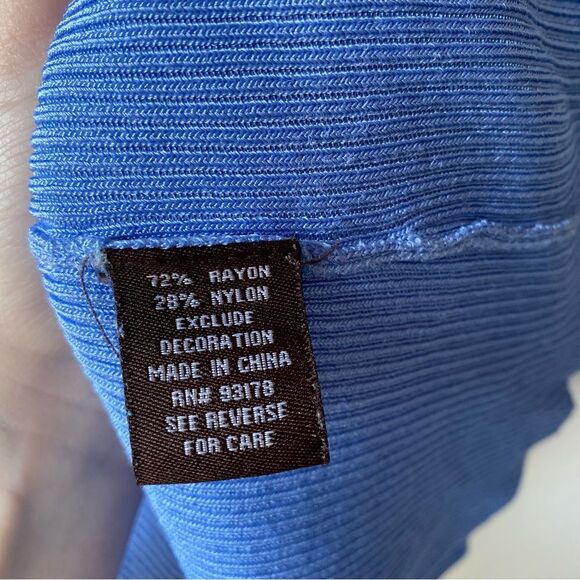 72% RAYON
28% NYLON
EXCLUDE
DECORATION
MADE IN CHINA
RN# 93178
SEE REVERSE
FOR CARE